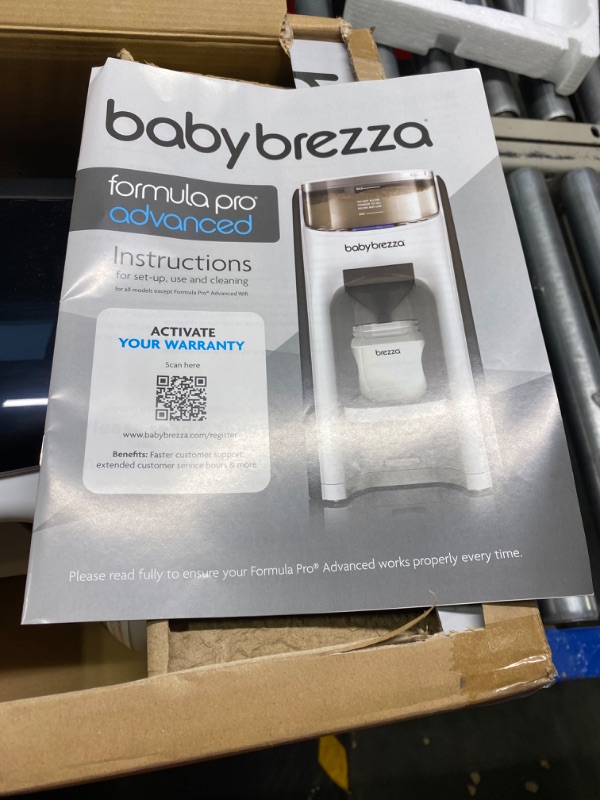 baby brezza
formula pro®
advanced
Instructions
for set-up, use and cleaning
for all models except Formula Pro® Advanced Wifi
ACTIVATE
YOUR WARRANTY
Scan here
www.babybrezza.com/register
Benefits: Faster customer support,
extended customer service hours & more
babybrezza
brezza
Please read fully to ensure your Formula Pro® Advanced works properly every time.